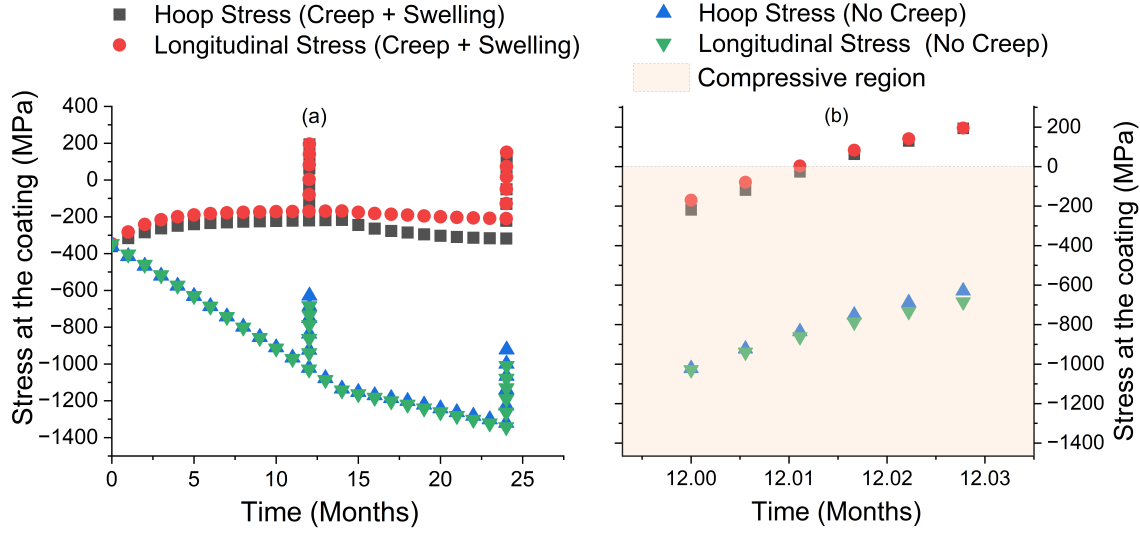 Hoop Stress (Creep + Swelling)
Longitudinal Stress (Creep + Swelling)
Hoop Stress (No Creep)
Longitudinal Stress (No Creep)
Compressive region
(a)
Stress at the coating (MPa)
400
200
0
−200
−400
−600
−800
−1000
−1200
−1400
0
5
10
15
20
25
Time (Months)
(b)
200
0
−200
−400
−600
−800
−1000
−1200
−1400
Stress at the coating (MPa)
12.00
12.01
12.02
12.03
Time (Months)